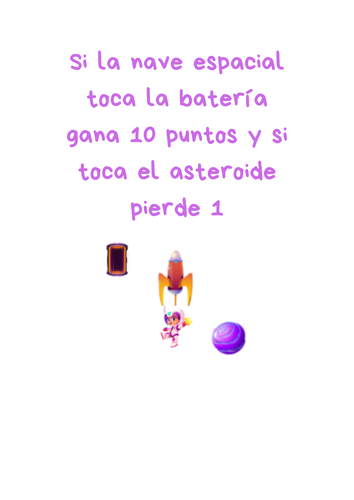 Si la nave espacial
toca la batería
gana 10 puntos y si
toca el asteroide
pierde 1